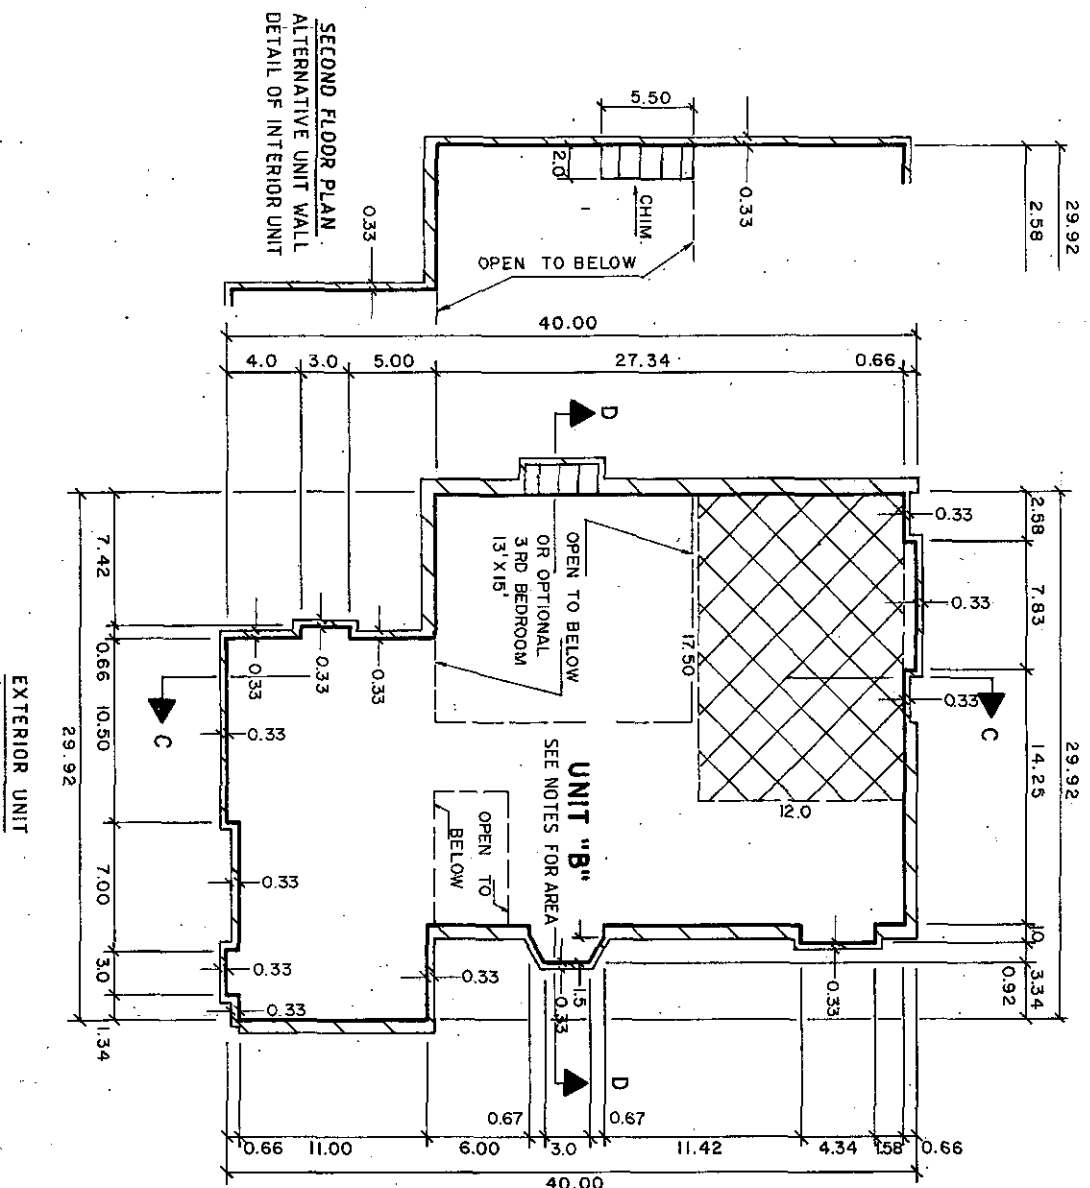 SECOND FLOOR PLAN
ALTERNATIVE UNIT WALL
DETAIL OF INTERIOR UNIT
5.50
2.0
CHIM
0.33
0.33
OPEN TO BELOW
29.92
2.58
40.00
4.0
3.0
5.00
27.34
0.66
D
OPEN TO BELOW
OR OPTIONAL
3 RD BEDROOM
13'X15'
17.50
12.0
0.33
0.33
0.33
2.58
7.83
14.25
29.92
C
10
3.34
0.92
7.42
0.66
10.50
7.00
3.0
1.34
29.92
0.33
0.33
0.33
0.33
C
0.33
0.33
0.33
UNIT "B"
SEE NOTES FOR AREA
OPEN TO
BELOW
0.33
1.5
0.33
0.33
D
0.67
0.67
0.66
11.00
6.00
3.0
11.42
4.34
1.58
0.66
40.00
EXTERIOR UNIT